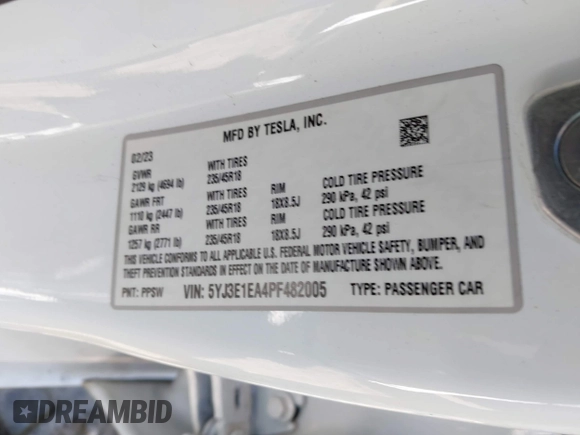 MFD BY TESLA, INC.
02/23
GVWR WITH TIRES
2129 kg (4694 lb) 235/45R18 RIM COLD TIRE PRESSURE
GAWR FRT WITH TIRES 18X8.5J 290 kPa, 42 psi
1110 kg (2447 lb) 235/45R18 RIM COLD TIRE PRESSURE
GAWR RR WITH TIRES 18X8.5J 290 kPa, 42 psi
1257 kg (2771 lb) 235/45R18
THIS VEHICLE CONFORMS TO ALL APPLICABLE U.S. FEDERAL MOTOR VEHICLE SAFETY, BUMPER, AND
THEFT PREVENTION STANDARDS IN EFFECT ON THE DATE OF MANUFACTURE SHOWN ABOVE.
PNT: PPSW VIN: 5YJ3E1EA4PF482005 TYPE: PASSENGER CAR
DREAMBID